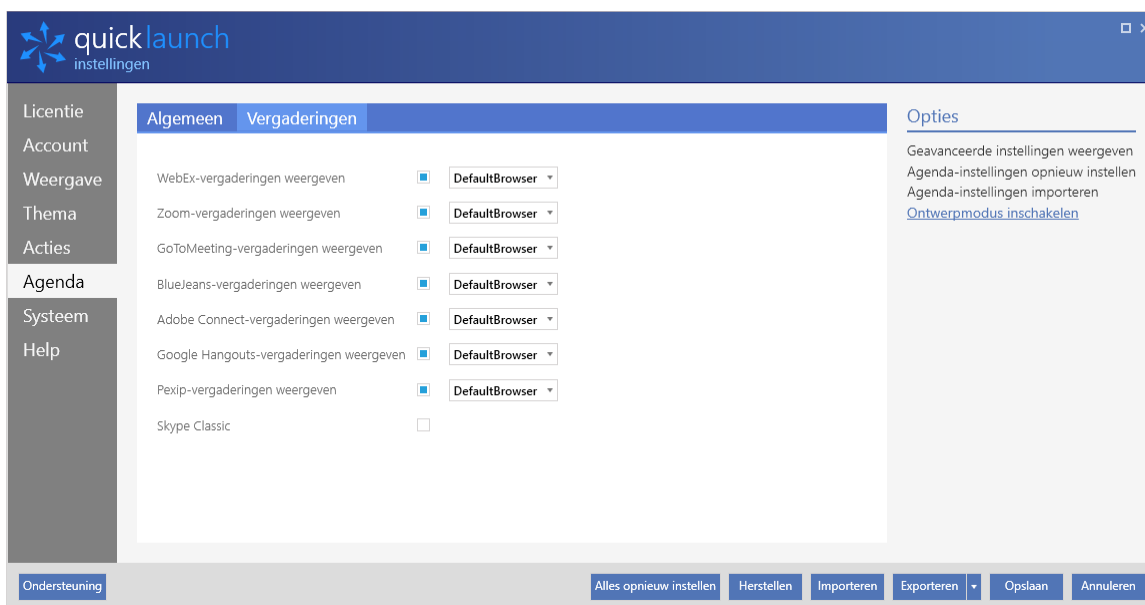 quicklaunch
instellingen
Licentie
Account
Weergave
Thema
Acties
Agenda
Systeem
Help
Algemeen Vergaderingen
WebEx-vergaderingen weergeven DefaultBrowser
Zoom-vergaderingen weergeven DefaultBrowser
GoToMeeting-vergaderingen weergeven DefaultBrowser
BlueJeans-vergaderingen weergeven DefaultBrowser
Adobe Connect-vergaderingen weergeven DefaultBrowser
Google Hangouts-vergaderingen weergeven DefaultBrowser
Pexip-vergaderingen weergeven DefaultBrowser
Skype Classic
Opties
Geavanceerde instellingen weergeven
Agenda-instellingen opnieuw instellen
Agenda-instellingen importeren
Ontwerpmodus inschakelen
Ondersteuning Alles opnieuw instellen Herstellen Importeren Exporteren Opslaan Annuleren